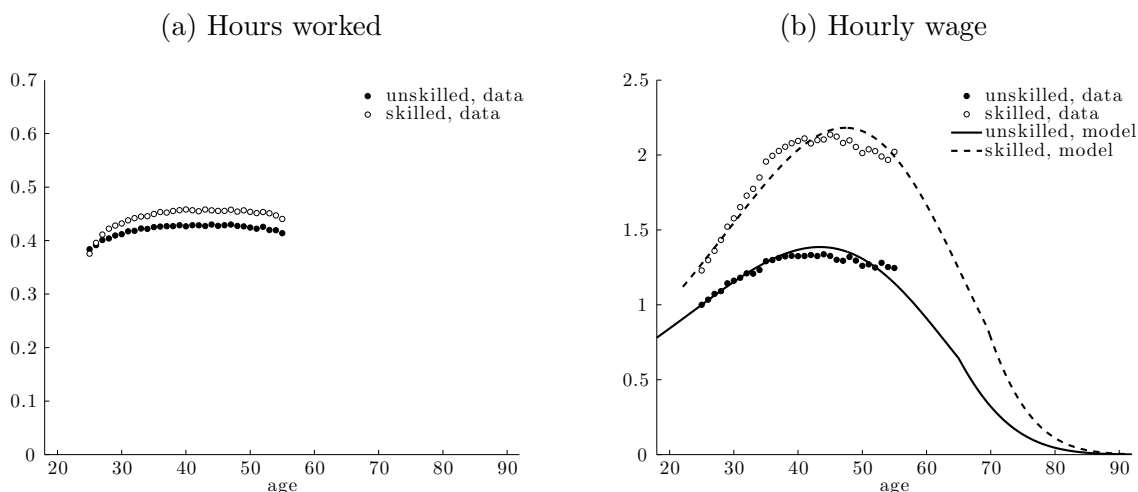 (a) Hours worked
0.7
0.6
0.5
0.4
0.3
0.2
0.1
0
20 30 40 50 60 70 80 90
age
unskilled, data
skilled, data
(b) Hourly wage
2.5
2
1.5
1
0.5
0
20 30 40 50 60 70 80 90
age
unskilled, data
skilled, data
unskilled, model
skilled, model